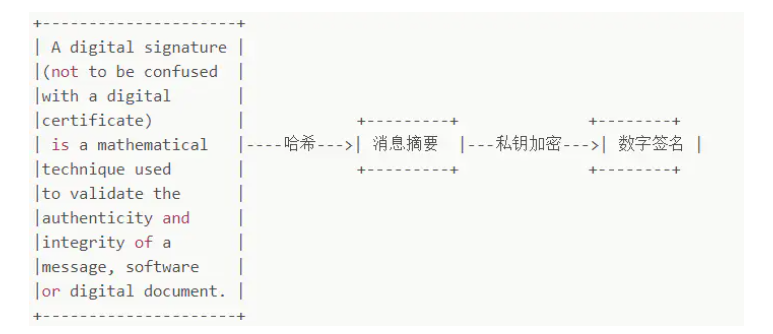 +--------------------+
| A digital signature |
|(not to be confused |
|with a digital |
|certificate) | +---------+ +--------+
| is a mathematical |----哈希--->| 消息摘要 |---私钥加密--->| 数字签名 |
|technique used | +---------+ +--------+
|to validate the |
|authenticity and |
|integrity of a |
|message, software |
|or digital document. |
+--------------------+